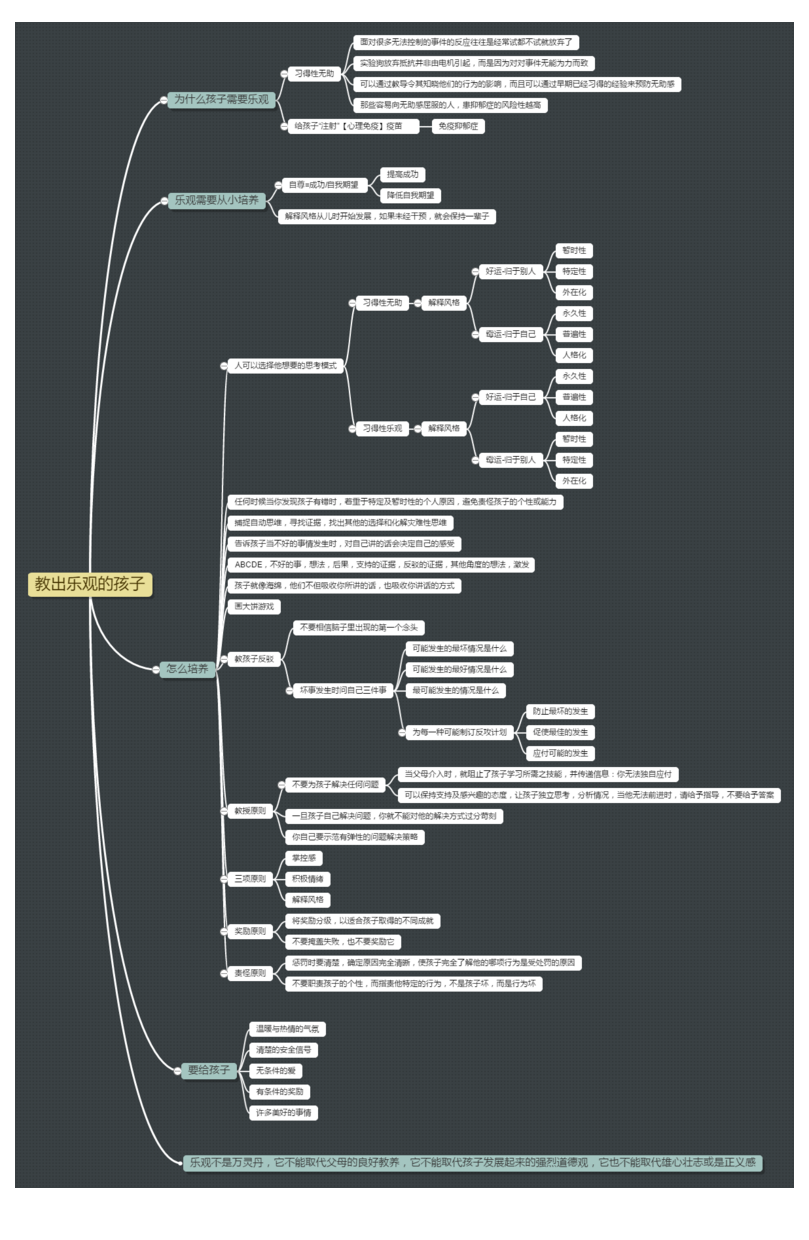 教出乐观的孩子
为什么孩子需要乐观
习得性无助
面对很多无法控制的事件的反应往往是经常试都不试就放弃了
实验狗放弃抵抗并非由电机引起，而是因为对对事件无能为力而致
可以通过教导令其知晓他们的行为的影响，而且可以通过早期已经习得的经验来预防无助感
那些容易向无助感屈服的人，患抑郁症的风险性越高
给孩子“注射”【心理免疫】疫苗
免疫抑郁症
乐观需要从小培养
自尊=成功/自我期望
提高成功
降低自我期望
解释风格从儿时开始发展，如果未经干预，就会保持一辈子
怎么培养
人可以选择他想要的思考模式
习得性无助
解释风格
好运-归于别人
暂时性
特定性
外在化
霉运-归于自己
永久性
普遍性
人格化
习得性乐观
解释风格
好运-归于自己
永久性
普遍性
人格化
霉运-归于别人
暂时性
特定性
外在化
任何时候当你发现孩子有错时，着重于特定及暂时性的个人原因，避免责怪孩子的个性或能力
捕捉自动思维，寻找证据，找出其他的选择和化解灾难性思维
告诉孩子当不好的事情发生时，对自己讲的话会决定自己的感受
ABCDE，不好的事，想法，后果，支持的证据，反驳的证据，其他角度的想法，激发
孩子就像海绵，他们不但吸收你所讲的话，也吸收你讲话的方式
画大饼游戏
教孩子反驳
不要相信脑子里出现的第一个念头
坏事发生时问自己三件事
可能发生的最坏情况是什么
可能发生的最好情况是什么
最可能发生的情况是什么
为每一种可能制订反攻计划
防止最坏的发生
促使最佳的发生
应付可能的发生
教授原则
不要为孩子解决任何问题
当父母介入时，就阻止了孩子学习所需之技能，并传递信息：你无法独自应付
可以保持支持及感兴趣的态度，让孩子独立思考，分析情况，当他无法前进时，请给予指导，不要给予答案
一旦孩子自己解决问题，你就不能对他的解决方式过分苛刻
你自己要示范有弹性的问题解决策略
三项原则
掌控感
积极情绪
解释风格
奖励原则
将奖励分级，以适合孩子取得的不同成就
不要掩盖失败，也不要奖励它
责怪原则
惩罚时要清楚，确定原因完全清晰，使孩子完全了解他的哪项行为是受处罚的原因
不要职责孩子的个性，而指责他特定的行为，不是孩子坏，而是行为坏
要给孩子
温暖与热情的气氛
清楚的安全信号
无条件的爱
有条件的奖励
许多美好的事情
乐观不是万灵丹，它不能取代父母的良好教养，它不能取代孩子发展起来的强烈道德观，它也不能取代雄心壮志或是正义感